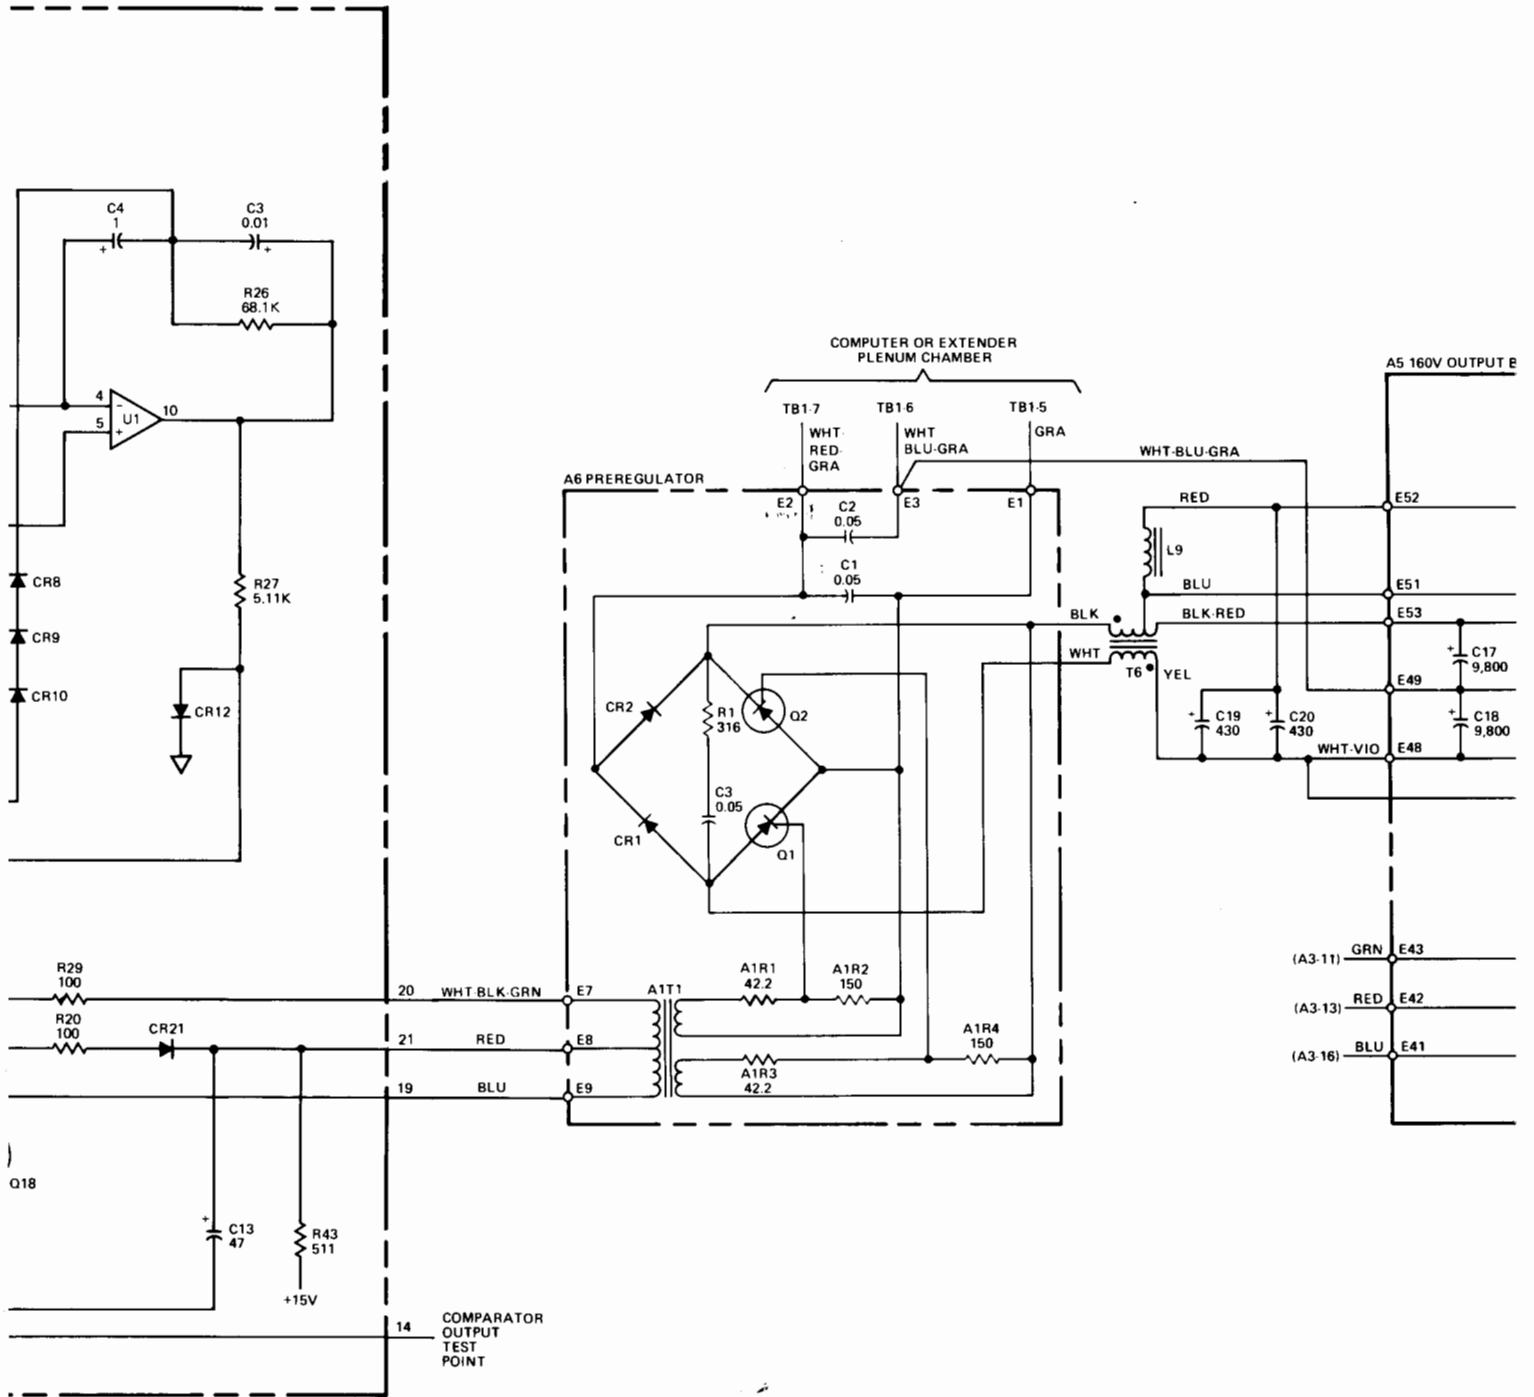 C4
1
+
C3
0.01
+
R26
68.1K
4
-
5
+
U1
10
CR8
CR9
CR10
R27
5.11K
CR12
R29
100
R20
100
CR21
Q18
+
C13
47
R43
511
+15V
20
WHT-BLK-GRN
21
RED
19
BLU
14
COMPARATOR
OUTPUT
TEST
POINT
COMPUTER OR EXTENDER
PLENUM CHAMBER
TB1-7
TB1-6
TB1-5
WHT-
RED-
GRA
WHT
BLU-GRA
GRA
WHT-BLU-GRA
A6 PREREGULATOR
E2
E3
E1
C2
0.05
C1
0.05
CR2
R1
316
Q2
C3
0.05
CR1
Q1
E7
E8
E9
A1T1
A1R1
42.2
A1R2
150
A1R3
42.2
A1R4
150
BLK
WHT
T6
YEL
RED
L9
BLU
BLK-RED
+
C19
430
+
C20
430
WHT-VIO
A5 160V OUTPUT B
E52
E51
E53
+
C17
9,800
E49
+
C18
9,800
E48
(A3-11)
GRN
E43
(A3-13)
RED
E42
(A3-16)
BLU
E41